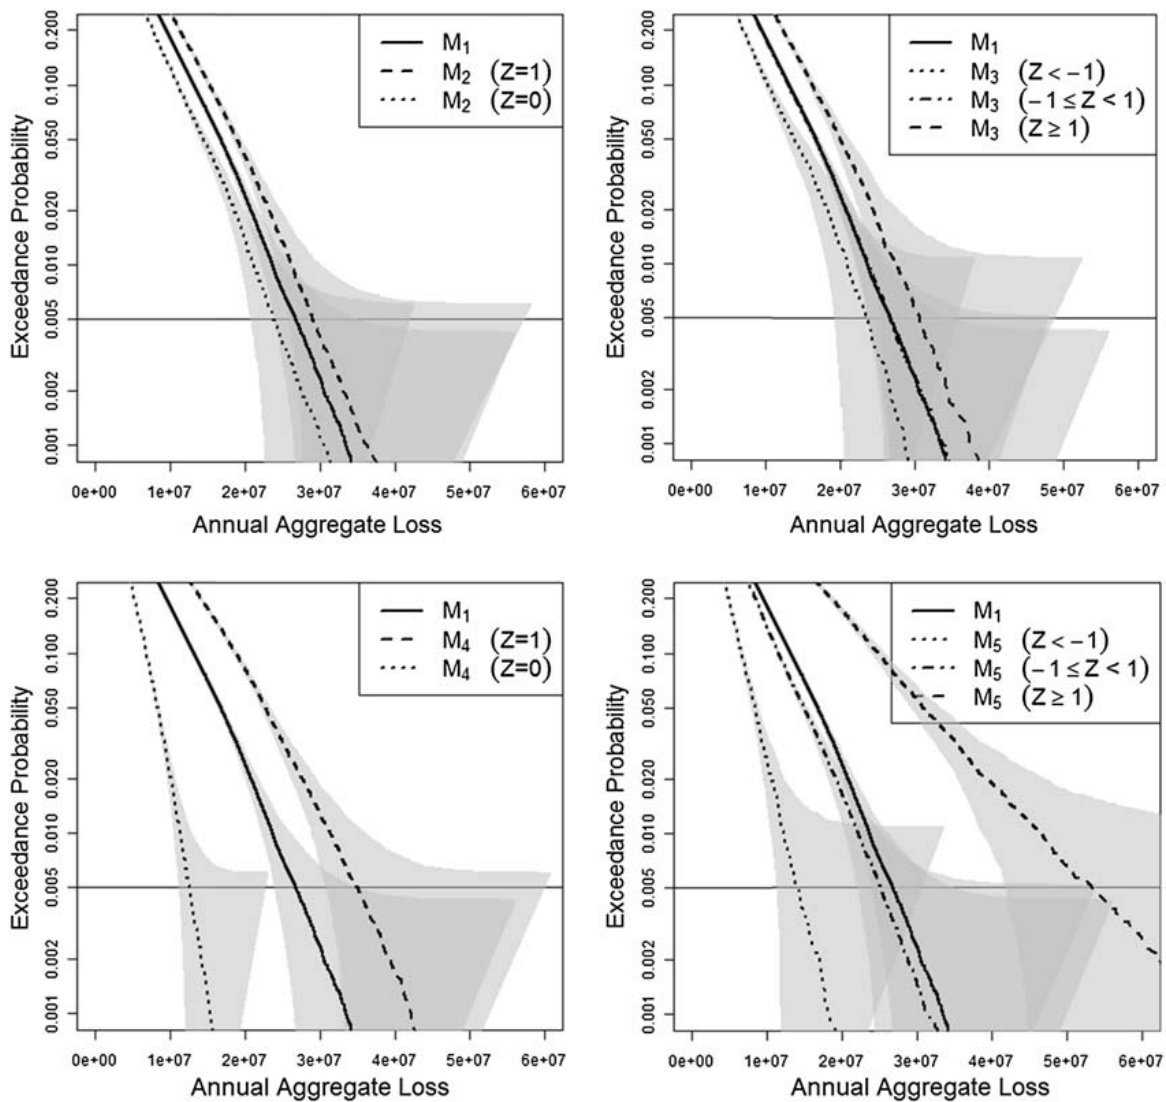 M1
M2 (Z=1)
M2 (Z=0)
Exceedance Probability
0.200
0.100
0.050
0.020
0.010
0.005
0.002
0.001
0e+00 1e+07 2e+07 3e+07 4e+07 5e+07 6e+07
Annual Aggregate Loss
M1
M3 (Z < −1)
M3 (−1 ≤ Z < 1)
M3 (Z ≥ 1)
Exceedance Probability
0.200
0.100
0.050
0.020
0.010
0.005
0.002
0.001
0e+00 1e+07 2e+07 3e+07 4e+07 5e+07 6e+07
Annual Aggregate Loss
M1
M4 (Z=1)
M4 (Z=0)
Exceedance Probability
0.200
0.100
0.050
0.020
0.010
0.005
0.002
0.001
0e+00 1e+07 2e+07 3e+07 4e+07 5e+07 6e+07
Annual Aggregate Loss
M1
M5 (Z < −1)
M5 (−1 ≤ Z < 1)
M5 (Z ≥ 1)
Exceedance Probability
0.200
0.100
0.050
0.020
0.010
0.005
0.002
0.001
0e+00 1e+07 2e+07 3e+07 4e+07 5e+07 6e+07
Annual Aggregate Loss